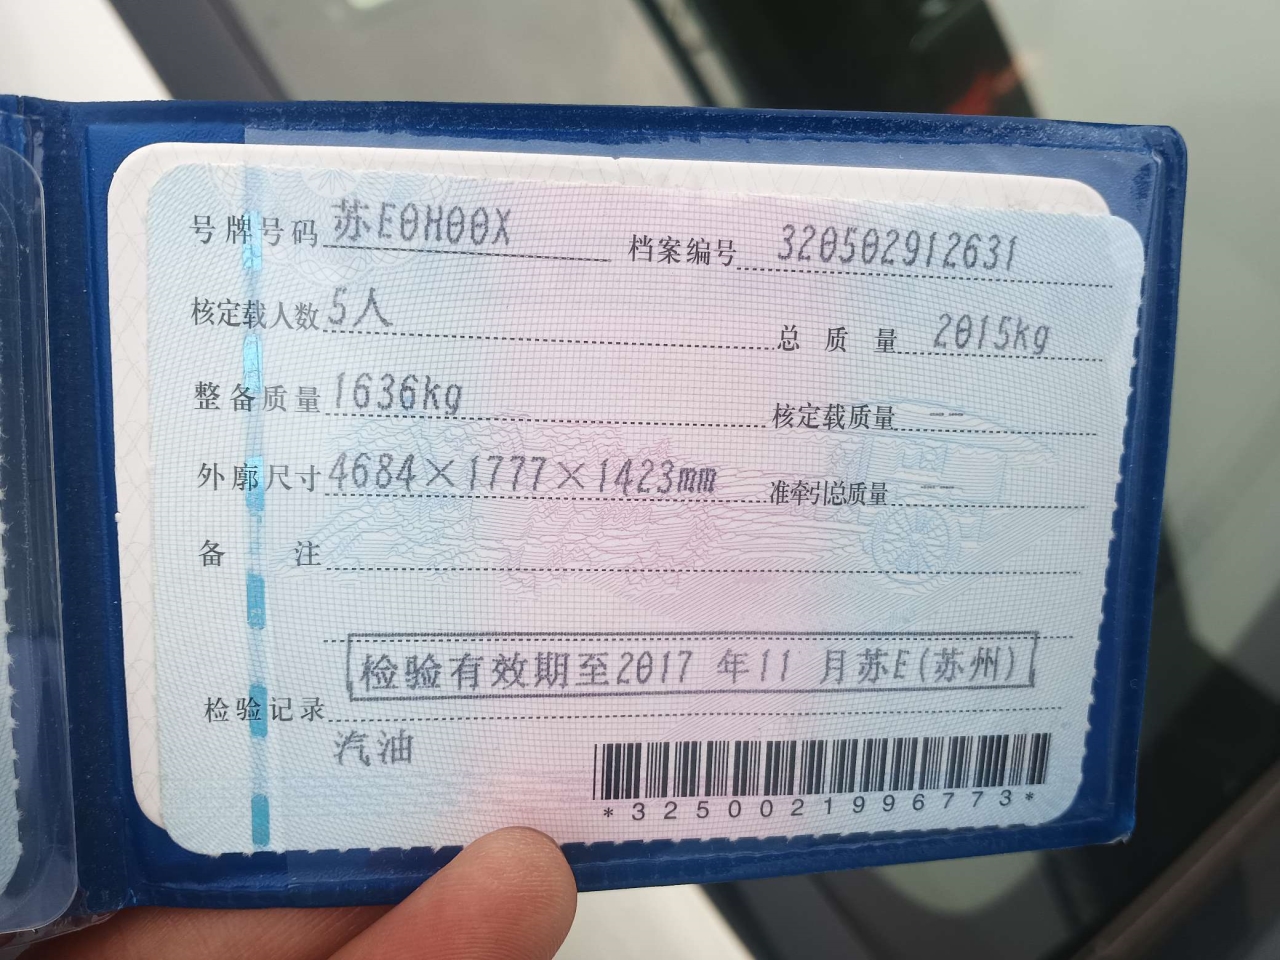 号牌号码 苏E0H00X 档案编号 320502912631
核定载人数 5人 总质量 2015kg
整备质量 1636kg 核定载质量 --
外廓尺寸 4684×1777×1423mm 准牵引总质量 --
备注
检验有效期至2017年11月苏E(苏州)
检验记录
汽油
*3250021996773*